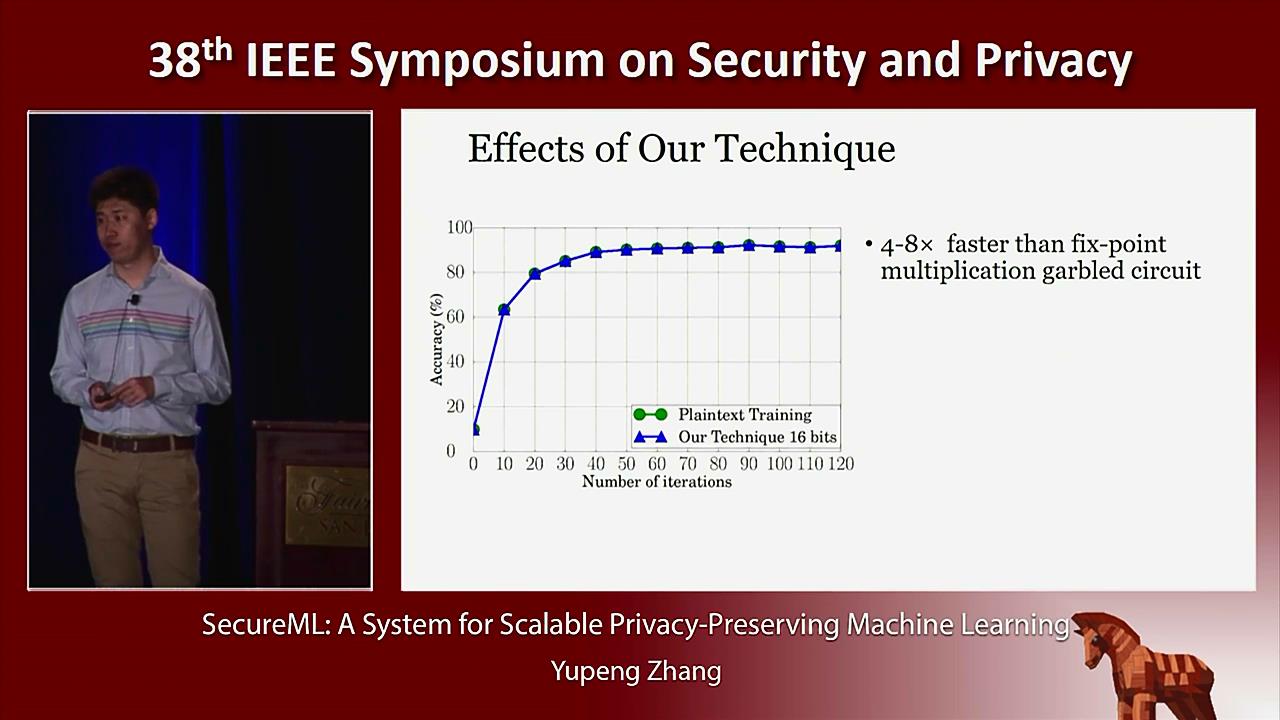 38th IEEE Symposium on Security and Privacy
Effects of Our Technique
100
80
60
40
20
0
Accuracy (%)
0 10 20 30 40 50 60 70 80 90 100 110 120
Number of iterations
Plaintext Training
Our Technique 16 bits
• 4-8× faster than fix-point
multiplication garbled circuit
SAN
SecureML: A System for Scalable Privacy-Preserving Machine Learning
Yupeng Zhang